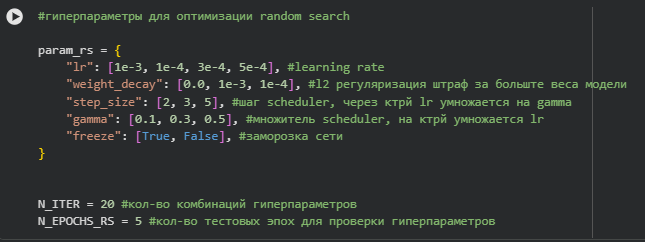 #гиперпараметры для оптимизации random search
param_rs = {
"lr": [1e-3, 1e-4, 3e-4, 5e-4], #learning rate
"weight_decay": [0.0, 1e-3, 1e-4], #l2 регуляризация штраф за больште веса модели
"step_size": [2, 3, 5], #шаг scheduler, через ктрй lr умножается на gamma
"gamma": [0.1, 0.3, 0.5], #множитель scheduler, на ктрй умножается lr
"freeze": [True, False], #заморозка сети
}
N_ITER = 20 #кол-во комбинаций гиперпараметров
N_EPOCHS_RS = 5 #кол-во тестовых эпох для проверки гиперпараметров